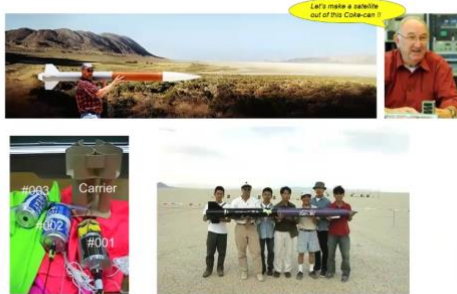 Let's make a satellite
out of this Coke-can !!
#003
Carrier
#002
#001